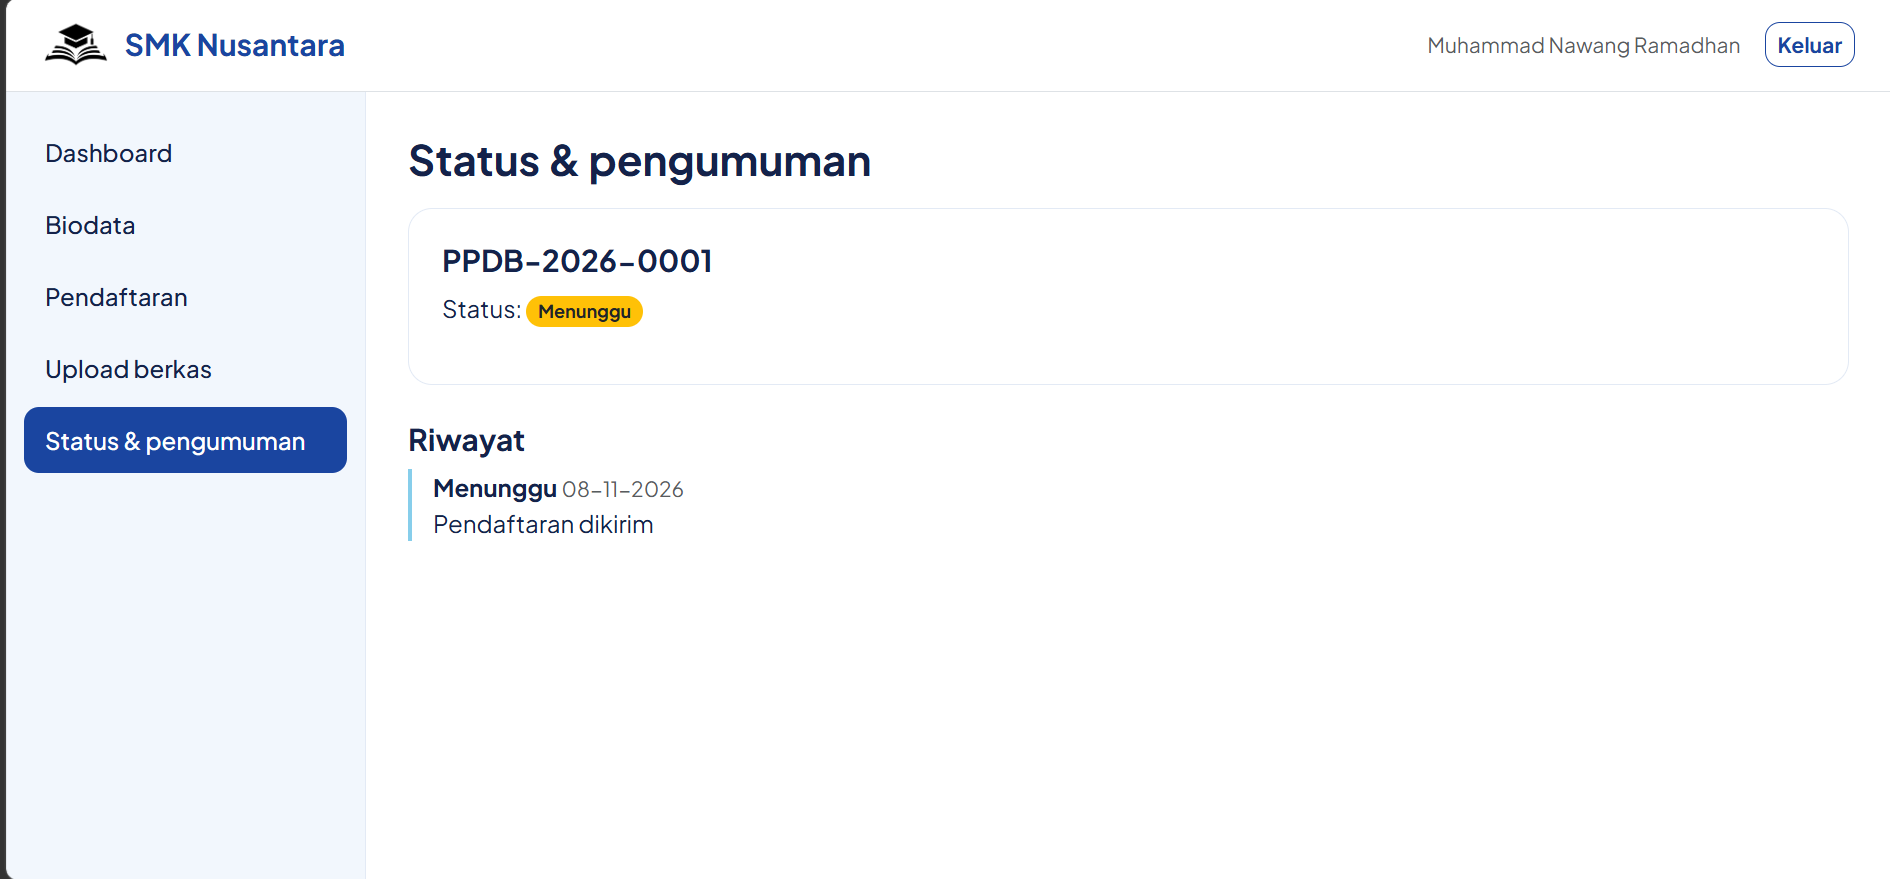 SMK Nusantara
Muhammad Nawang Ramadhan
Keluar
Dashboard
Biodata
Pendaftaran
Upload berkas
Status & pengumuman
Status & pengumuman
PPDB-2026-0001
Status: Menunggu
Riwayat
Menunggu 08-11-2026
Pendaftaran dikirim